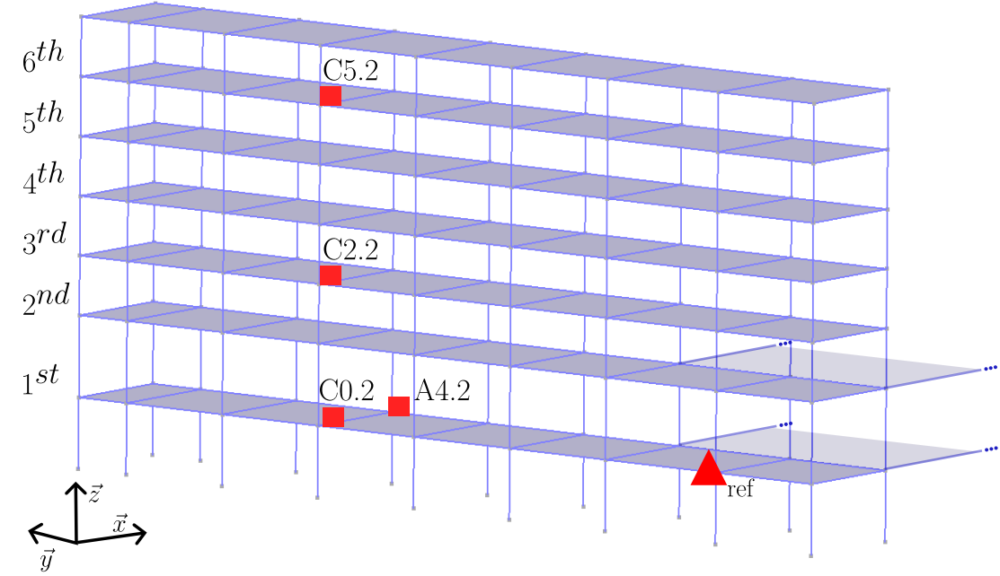 6th
C5.2
5th
4th
3rd
C2.2
2nd
1st
C0.2
A4.2
ref
z
x
y